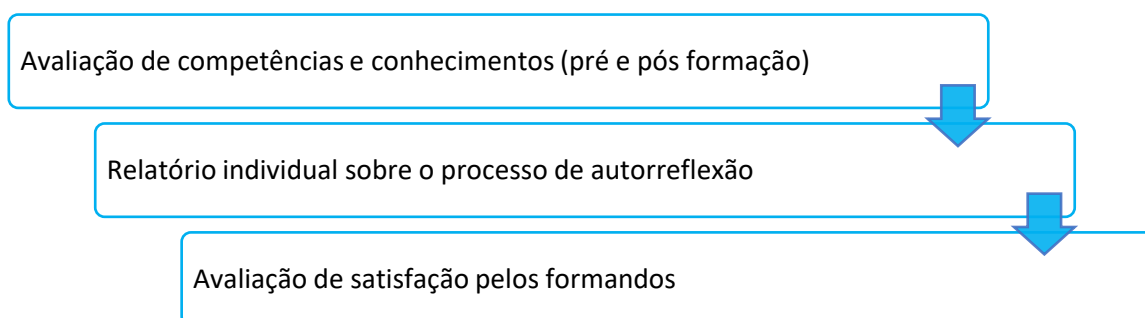 Avaliação de competências e conhecimentos (pré e pós formação)
Relatório individual sobre o processo de autorreflexão
Avaliação de satisfação pelos formandos